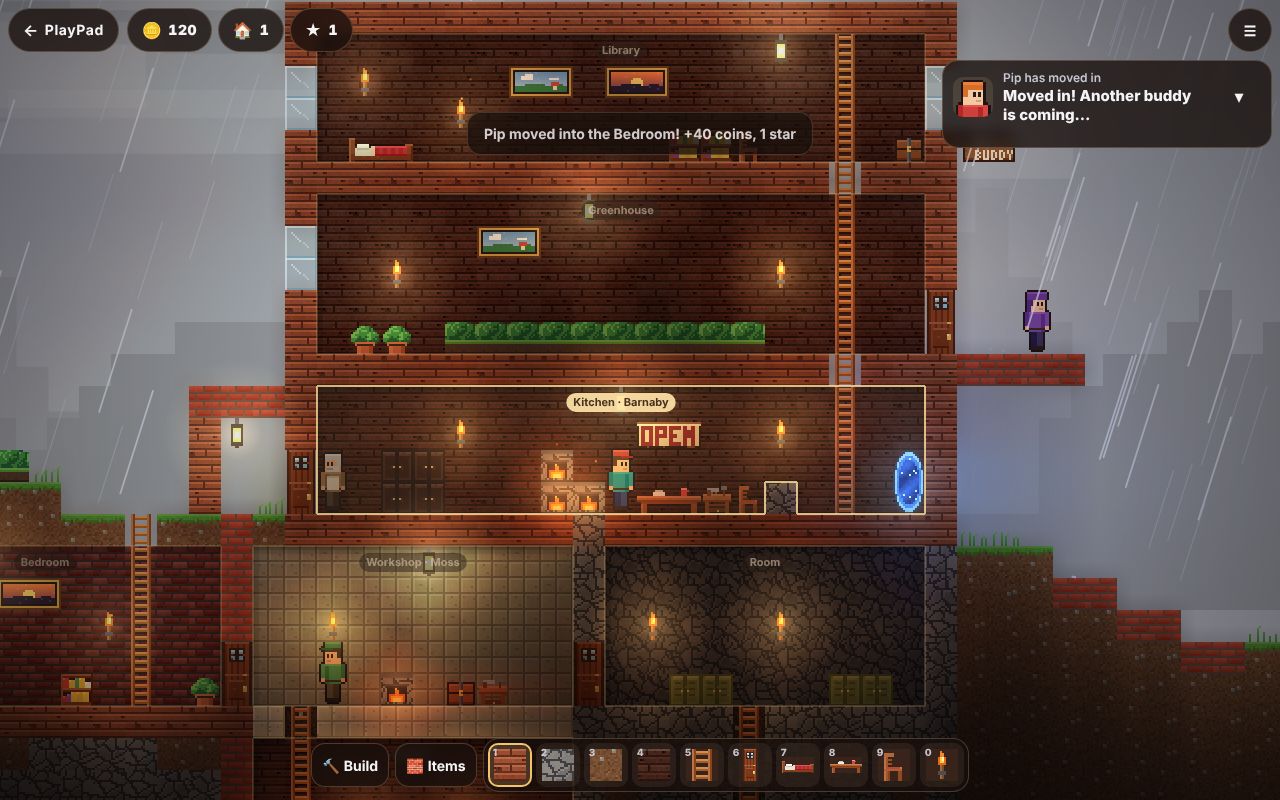 ← PlayPad
120
1
★ 1
Library
Pip has moved in
Moved in! Another buddy
is coming...
Pip moved into the Bedroom! +40 coins, 1 star
BUDDY
Greenhouse
Kitchen · Barnaby
OPEN
Bedroom
Workshop · Moss
Room
Build
Items
1
2
3
4
5
6
7
8
9
0